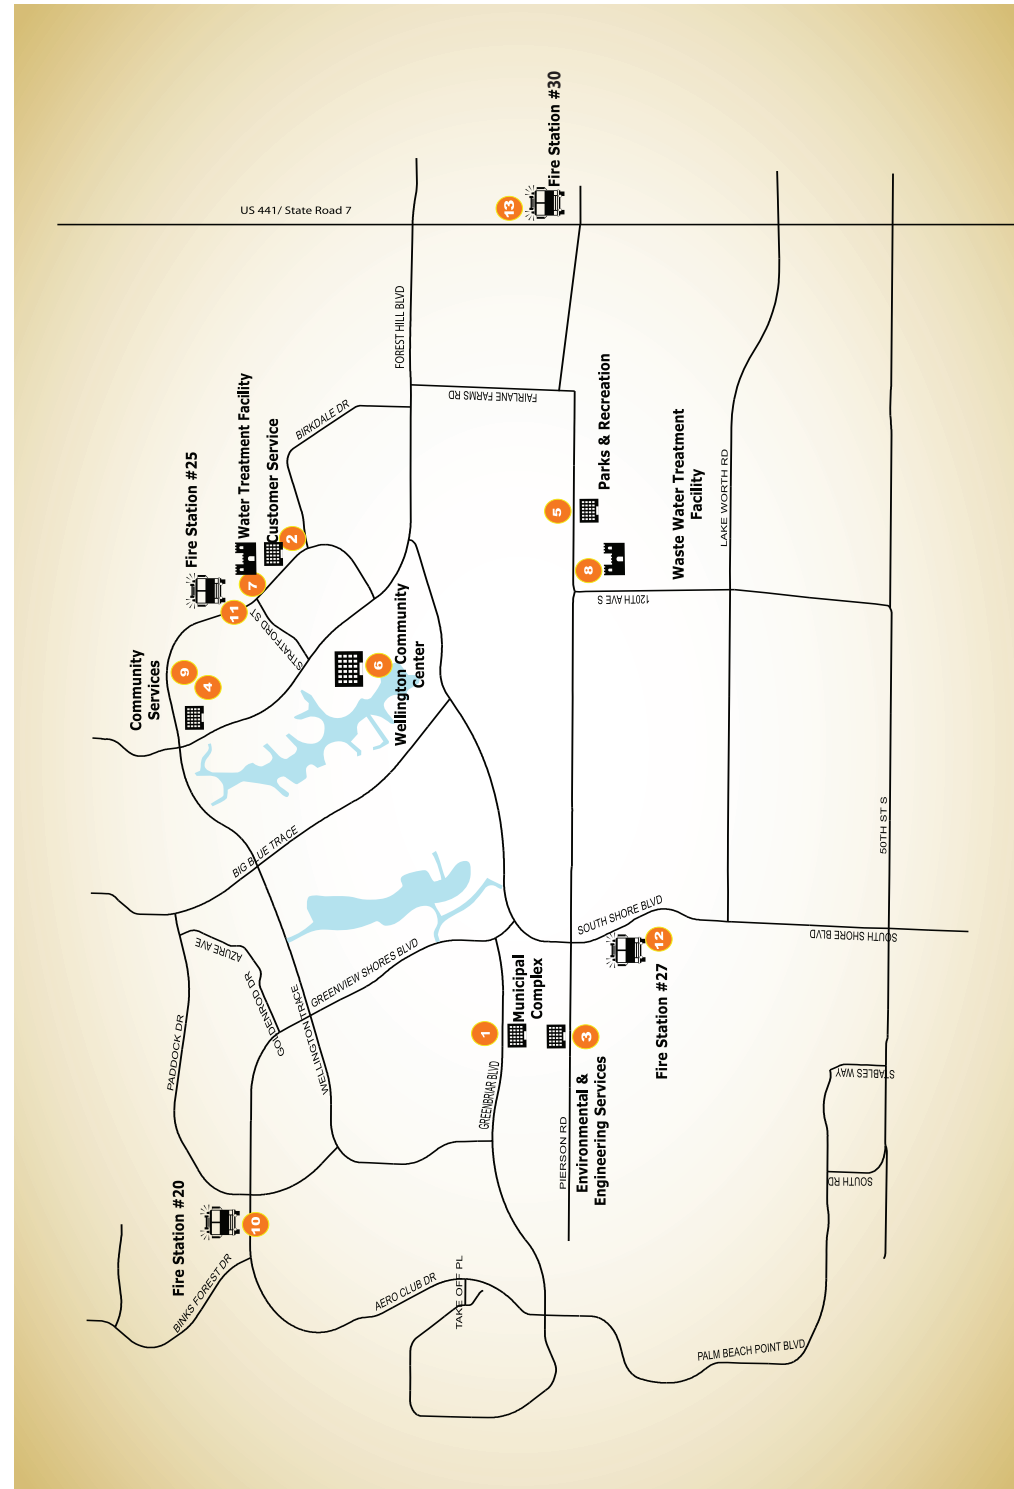 Fire Station #30
13
US 441/ State Road 7
FOREST HILL BLVD
FAIRLANE FARMS RD
BIRKDALE DR
Parks & Recreation
5
Water Treatment Facility
Customer Service
2
7
Fire Station #25
11
Waste Water Treatment
Facility
8
LAKE WORTH RD
120TH AVE S
STRATFORD ST
Wellington Community
Center
6
Community
Services
9
4
BIG BLUE TRACE
50TH ST S
SOUTH SHORE BLVD
SOUTH SHORE BLVD
12
Fire Station #27
AZURE AVE
GREENVIEW SHORES BLVD
GOLDENROD DR
WELLINGTON TRACE
WELLINGTON TRACE
PADDOCK DR
Municipal
Complex
1
3
Environmental &
Engineering Services
GREENBRIAR BLVD
PIERSON RD
STABLES WAY
SOUTH RD
Fire Station #20
10
BINKS FOREST DR
AERO CLUB DR
TAKE OFF PL
PALM BEACH POINT BLVD